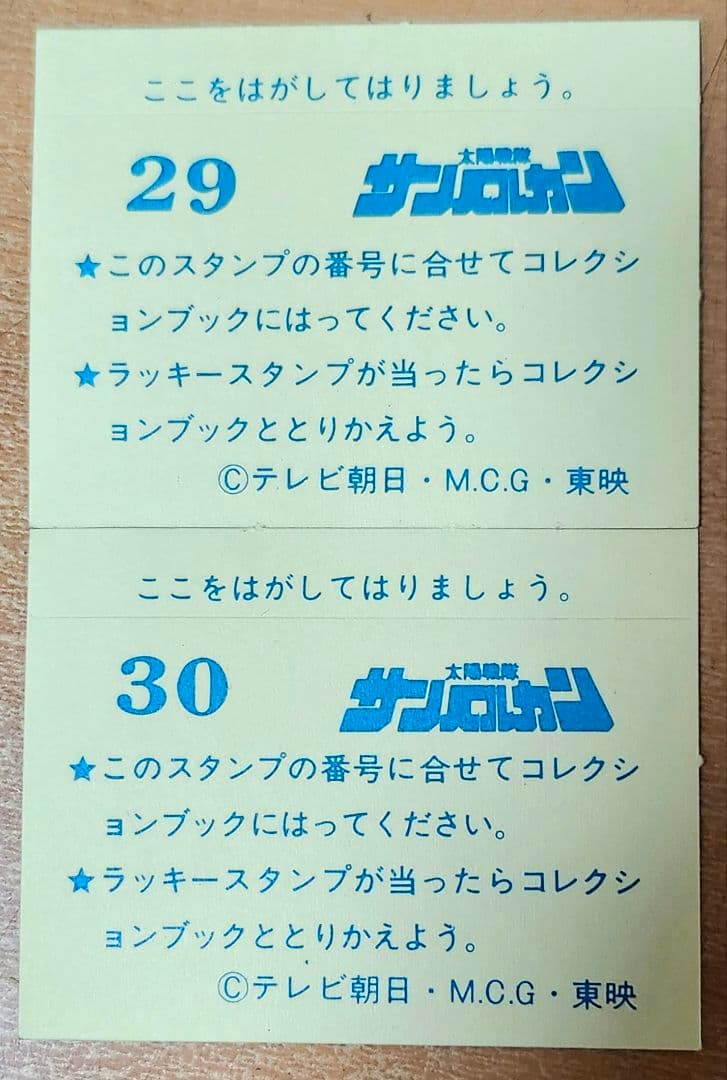 ここをはがしてはりましょう。
29
太陽戦隊
サンバルカン
★このスタンプの番号に合せてコレクシ
ョンブックにはってください。
★ラッキースタンプが当ったらコレクシ
ョンブックととりかえよう。
Ⓒテレビ朝日・M.C.G・東映
ここをはがしてはりましょう。
30
太陽戦隊
サンバルカン
★このスタンプの番号に合せてコレクシ
ョンブックにはってください。
★ラッキースタンプが当ったらコレクシ
ョンブックととりかえよう。
Ⓒテレビ朝日・M.C.G・東映